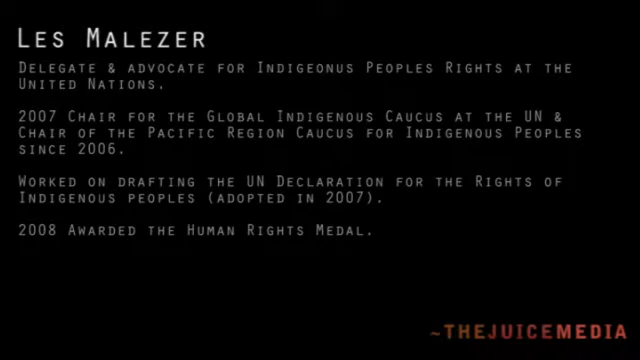 Les Malezer
Delegate & advocate for Indigeonus Peoples Rights at the
United Nations.
2007 Chair for the Global Indigenous Caucus at the UN &
Chair of the Pacific Region Caucus for Indigenous Peoples
since 2006.
Worked on drafting the UN Declaration for the Rights of
Indigenous peoples (adopted in 2007).
2008 Awarded the Human Rights Medal.
~THEJUICEMEDIA